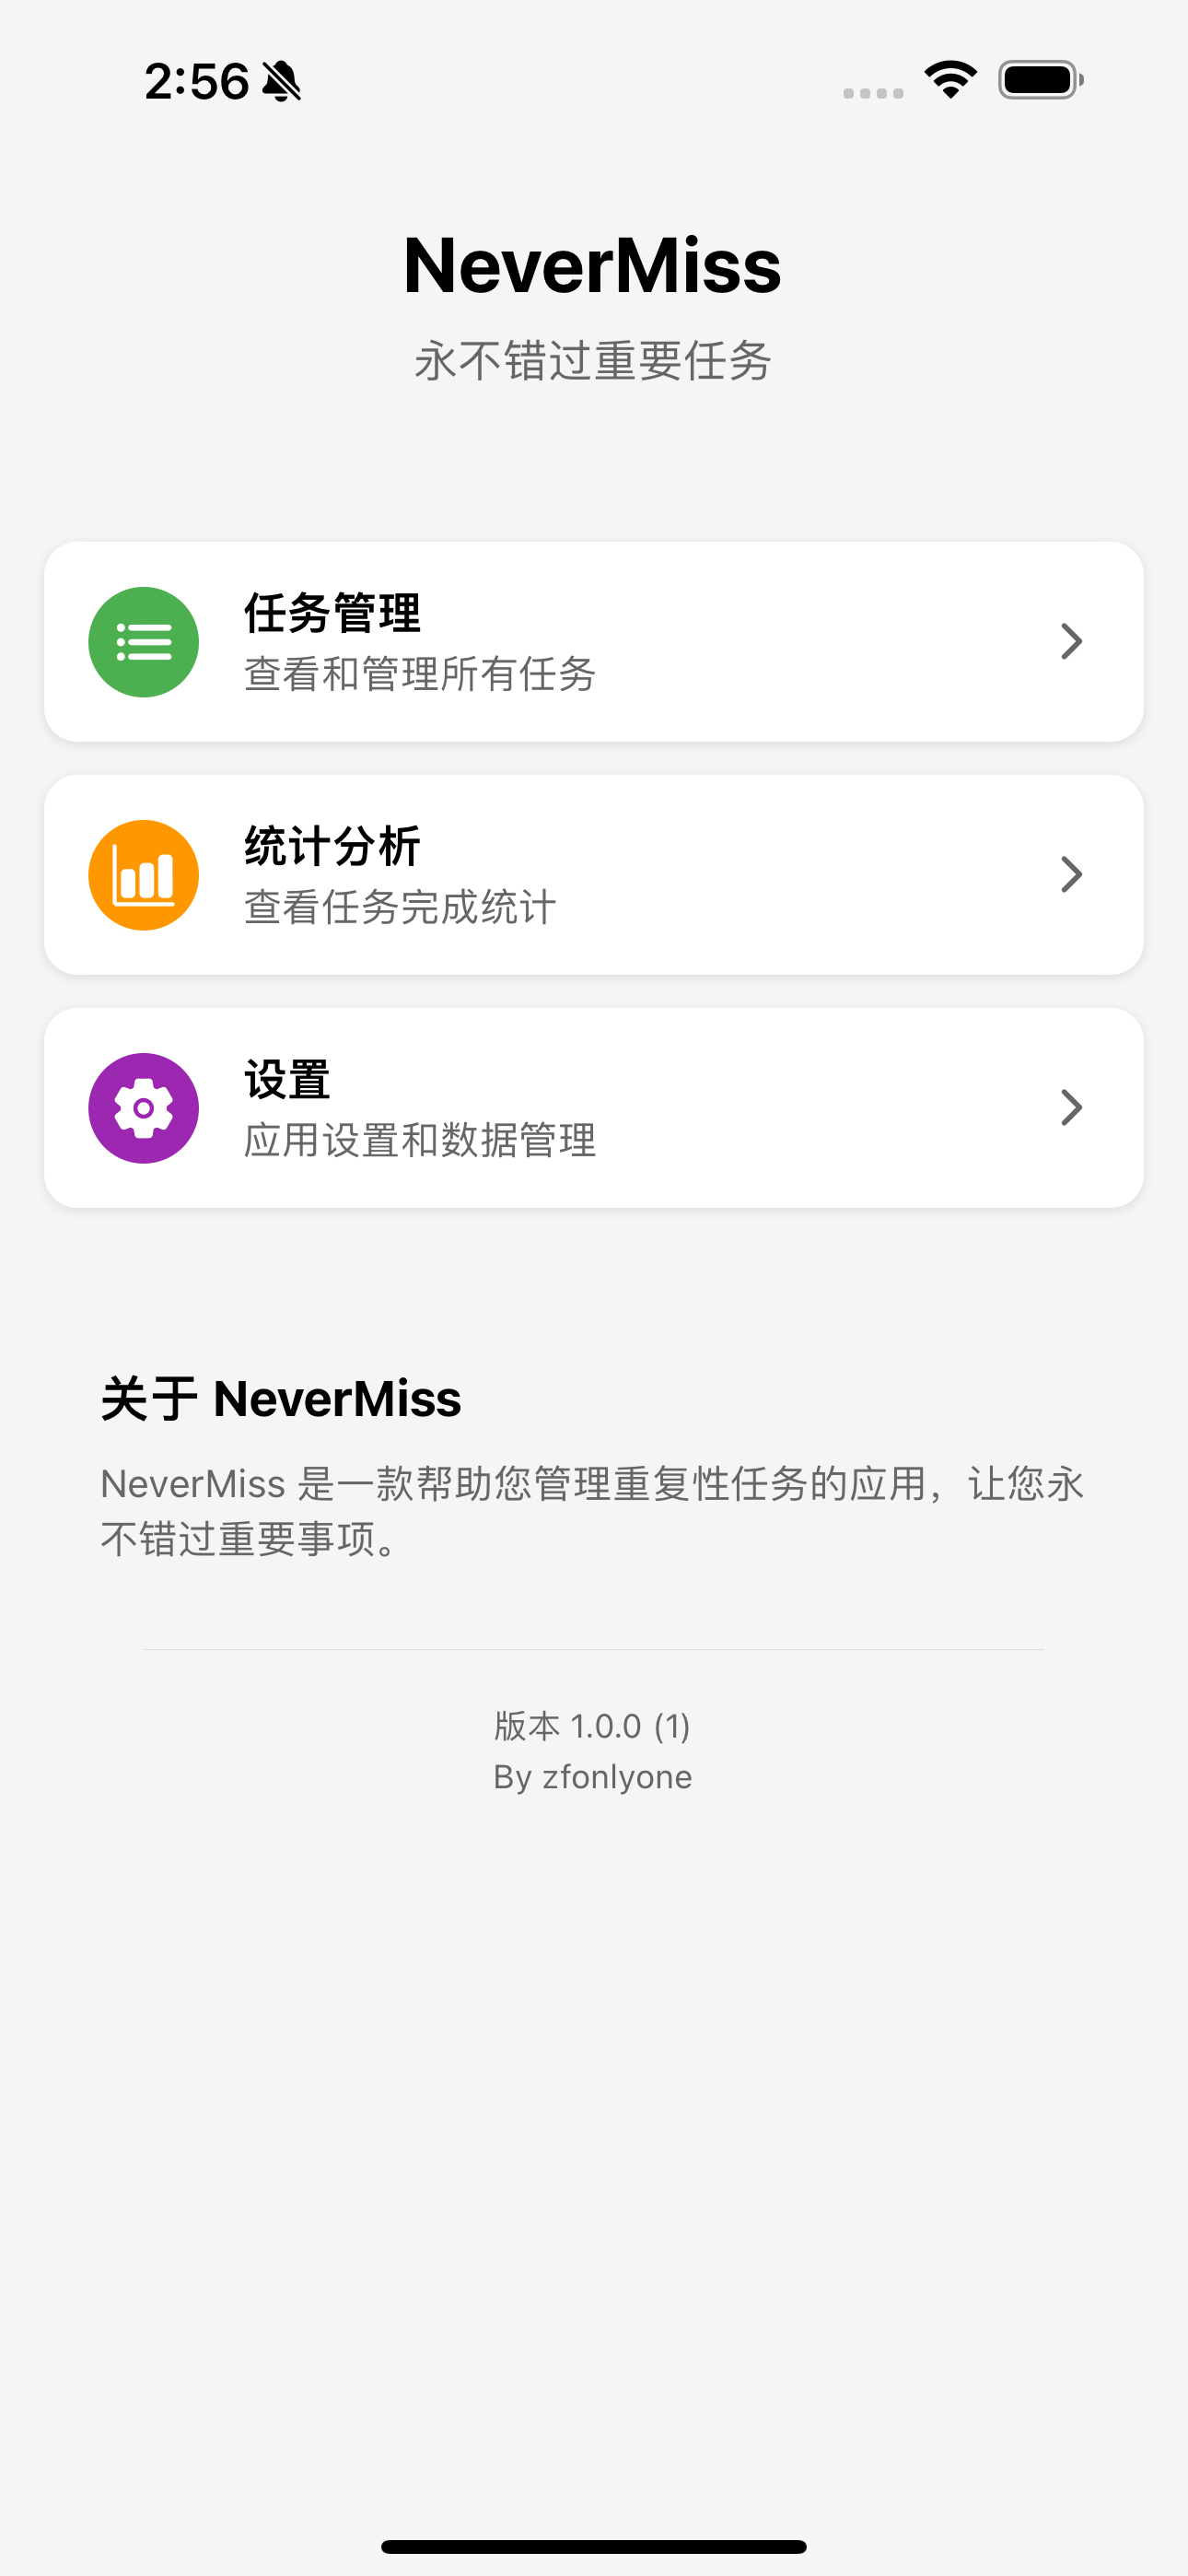 2:56
NeverMiss
永不错过重要任务
任务管理
查看和管理所有任务
统计分析
查看任务完成统计
设置
应用设置和数据管理
关于 NeverMiss
NeverMiss 是一款帮助您管理重复性任务的应用，让您永
不错过重要事项。
版本 1.0.0 (1)
By zfonlyone